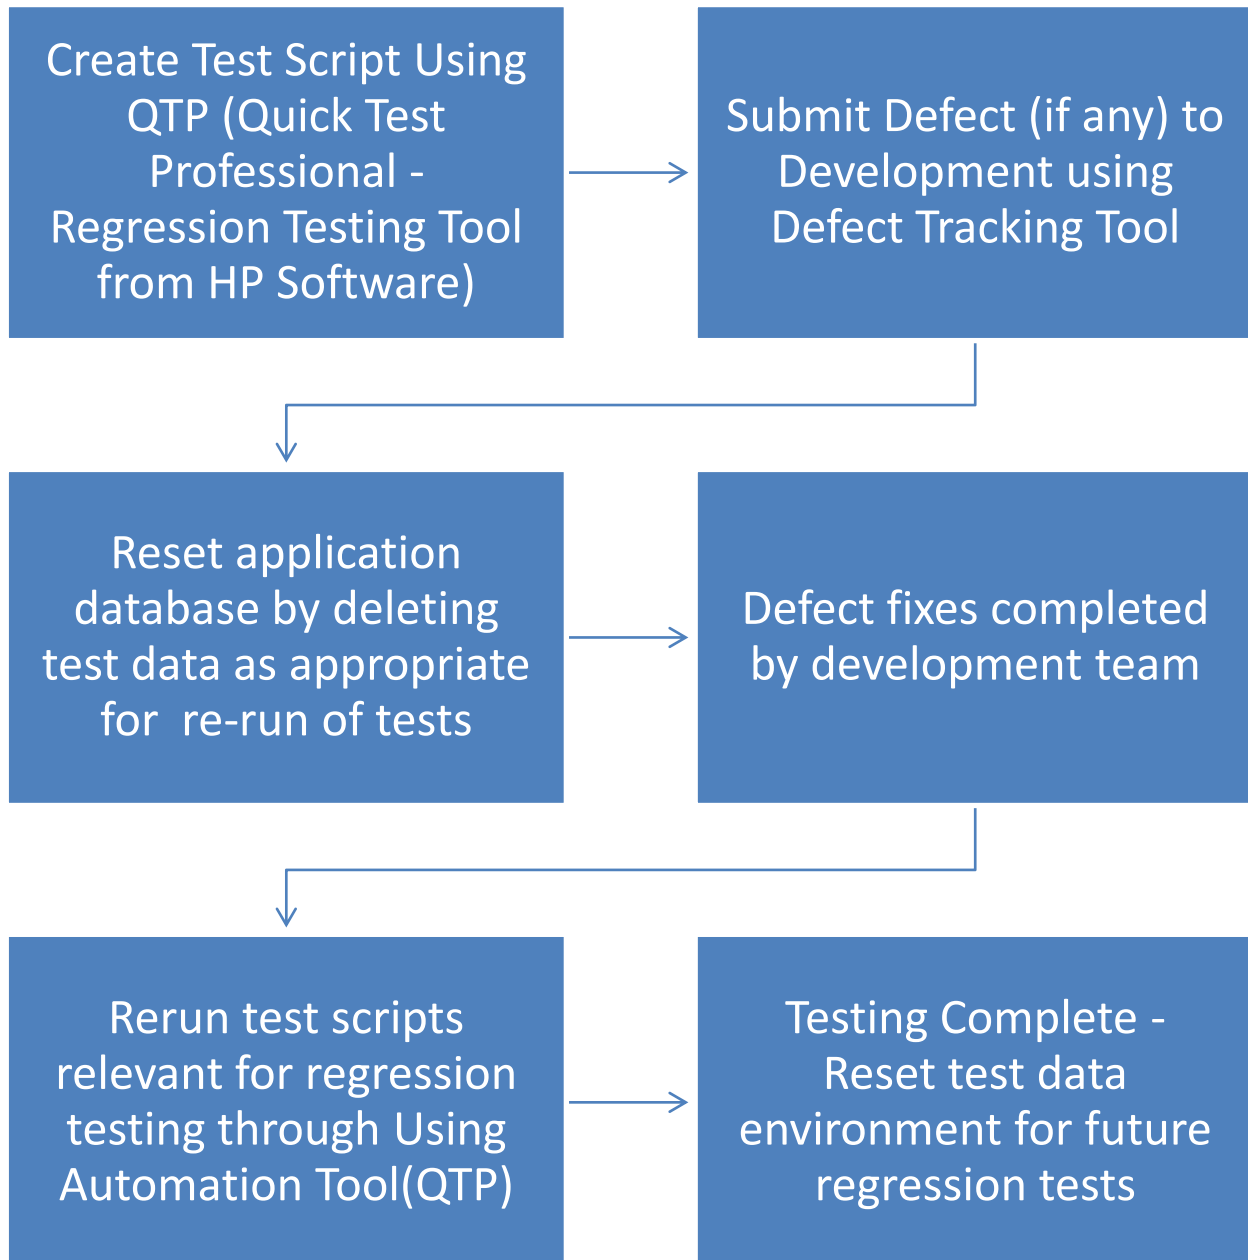 Create Test Script Using
QTP (Quick Test
Professional -
Regression Testing Tool
from HP Software)
Submit Defect (if any) to
Development using
Defect Tracking Tool
Reset application
database by deleting
test data as appropriate
for  re-run of tests
Defect fixes completed
by development team
Rerun test scripts
relevant for regression
testing through Using
Automation Tool(QTP)
Testing Complete -
Reset test data
environment for future
regression tests